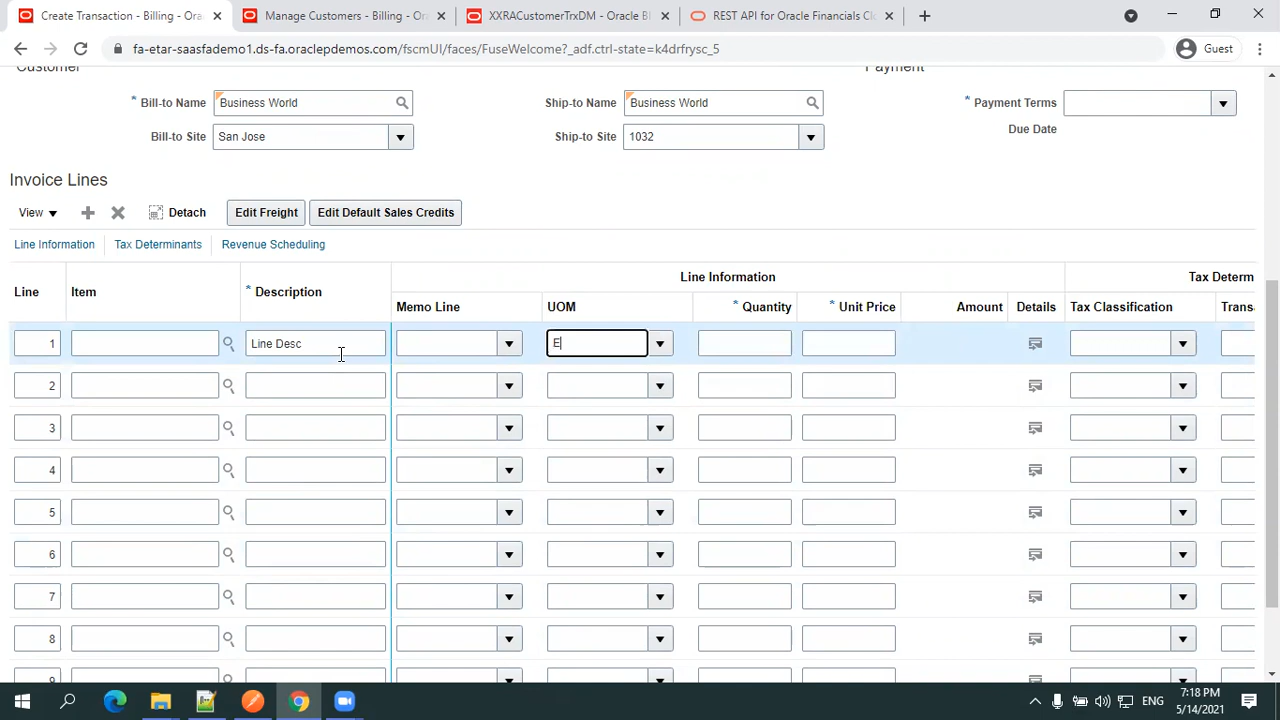 Create Transaction - Billing - Ora
Manage Customers - Billing - Or
XXRACustomerTrxDM - Oracle BI
REST API for Oracle Financials Clo
fa-etar-saasfademo1.ds-fa.oraclepdemos.com/fscmUI/faces/FuseWelcome?_adf.ctrl-state=k4drfrysc_5
Guest
Customer
Payment
* Bill-to Name Business World
Ship-to Name Business World
* Payment Terms
Bill-to Site San Jose
Ship-to Site 1032
Due Date
Invoice Lines
View
Detach
Edit Freight
Edit Default Sales Credits
Line Information
Tax Determinants
Revenue Scheduling
Line Information
Tax Determ
Line
Item
* Description
Memo Line
UOM
* Quantity
* Unit Price
Amount
Details
Tax Classification
Trans
1 Line Desc E
2
3
4
5
6
7
8
9
ENG
7:18 PM
5/14/2021